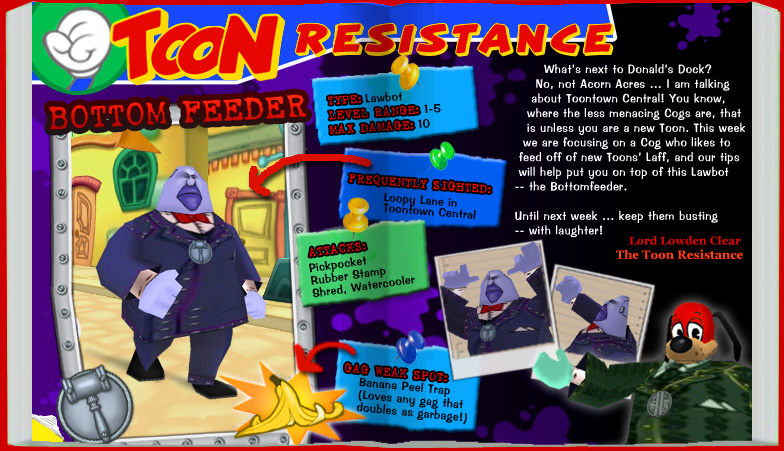 TOON RESISTANCE
BOTTOM FEEDER
TYPE: Lawbot
LEVEL RANGE: 1-5
MAX DAMAGE: 10
FREQUENTLY SIGHTED:
Loopy Lane in
Toontown Central
ATTACKS:
Pickpocket
Rubber Stamp
Shred, Watercooler
GAG WEAK SPOT:
Banana Peel Trap
(Loves any gag that
doubles as garbage!)
What's next to Donald's Dock?
No, not Acorn Acres ... I am talking
about Toontown Central! You know,
where the less menacing Cogs are, that
is unless you are a new Toon. This week
we are focusing on a Cog who likes to
feed off of new Toons' Laff, and our tips
will help put you on top of this Lawbot
-- the Bottomfeeder.
Until next week ... keep them busting
-- with laughter!
Lord Lowden Clear
The Toon Resistance